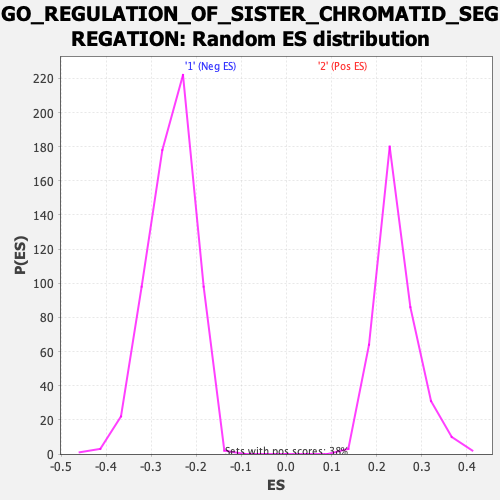 GO_REGULATION_OF_SISTER_CHROMATID_SEG
REGATION: Random ES distribution
'1' (Neg ES)
'2' (Pos ES)
220
200
180
160
140
120
100
80
60
40
20
0
P(ES)
Sets with pos scores: 38%
-0.5 -0.4 -0.3 -0.2 -0.1 0.0 0.1 0.2 0.3 0.4
ES